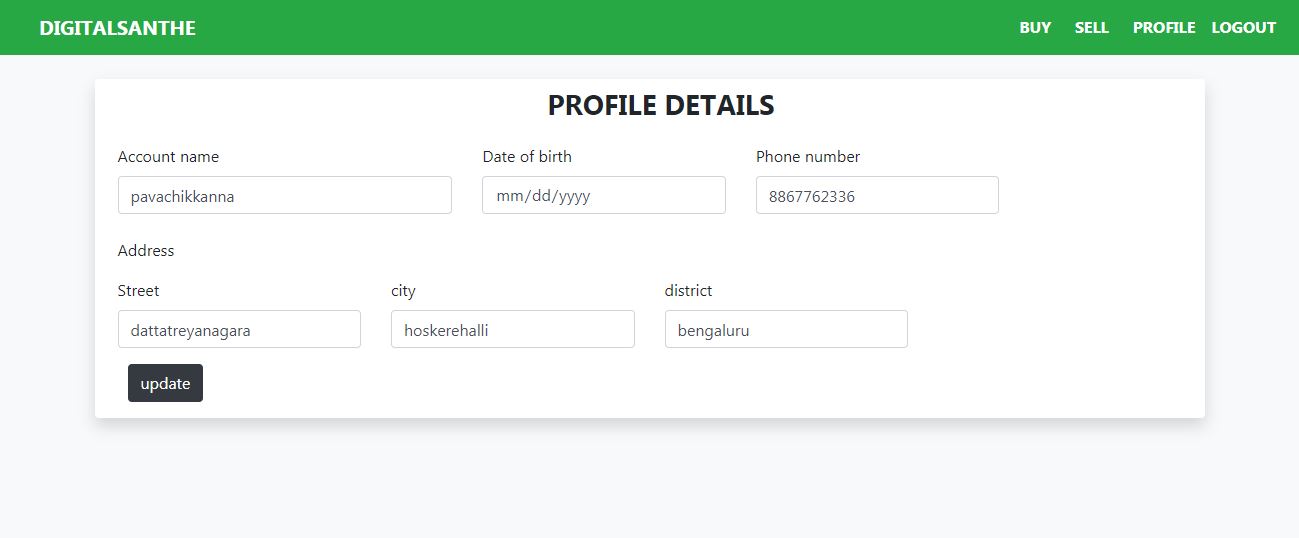 DIGITALSANTHE BUY SELL PROFILE LOGOUT
PROFILE DETAILS
Account name Date of birth Phone number
pavachikkanna mm/dd/yyyy 8867762336
Address
Street city district
dattatreyanagara hoskerehalli bengaluru
update